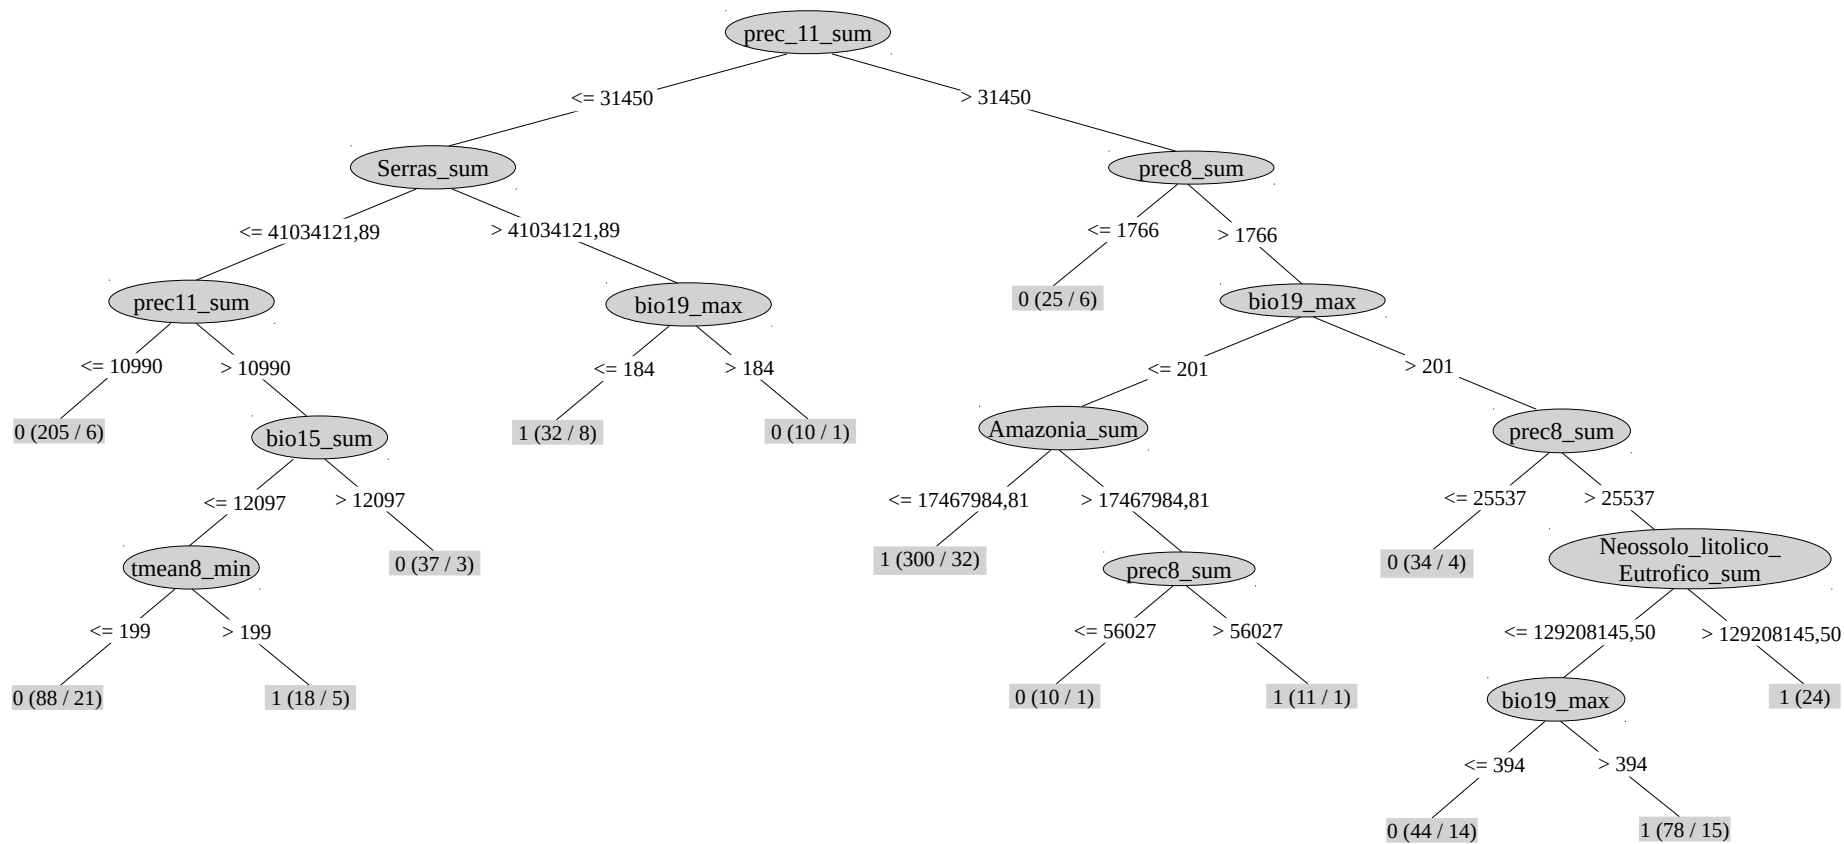 prec_11_sum
<= 31450
> 31450
Serras_sum
prec8_sum
<= 41034121,89
> 41034121,89
<= 1766
> 1766
prec11_sum
bio19_max
0 (25 / 6)
bio19_max
<= 10990
> 10990
<= 184
> 184
<= 201
> 201
0 (205 / 6)
bio15_sum
1 (32 / 8)
0 (10 / 1)
Amazonia_sum
prec8_sum
<= 12097
> 12097
<= 17467984,81
> 17467984,81
<= 25537
> 25537
tmean8_min
0 (37 / 3)
1 (300 / 32)
prec8_sum
0 (34 / 4)
Neossolo_litolico_
Eutrofico_sum
<= 199
> 199
<= 56027
> 56027
<= 129208145,50
> 129208145,50
0 (88 / 21)
1 (18 / 5)
0 (10 / 1)
1 (11 / 1)
bio19_max
1 (24)
<= 394
> 394
0 (44 / 14)
1 (78 / 15)